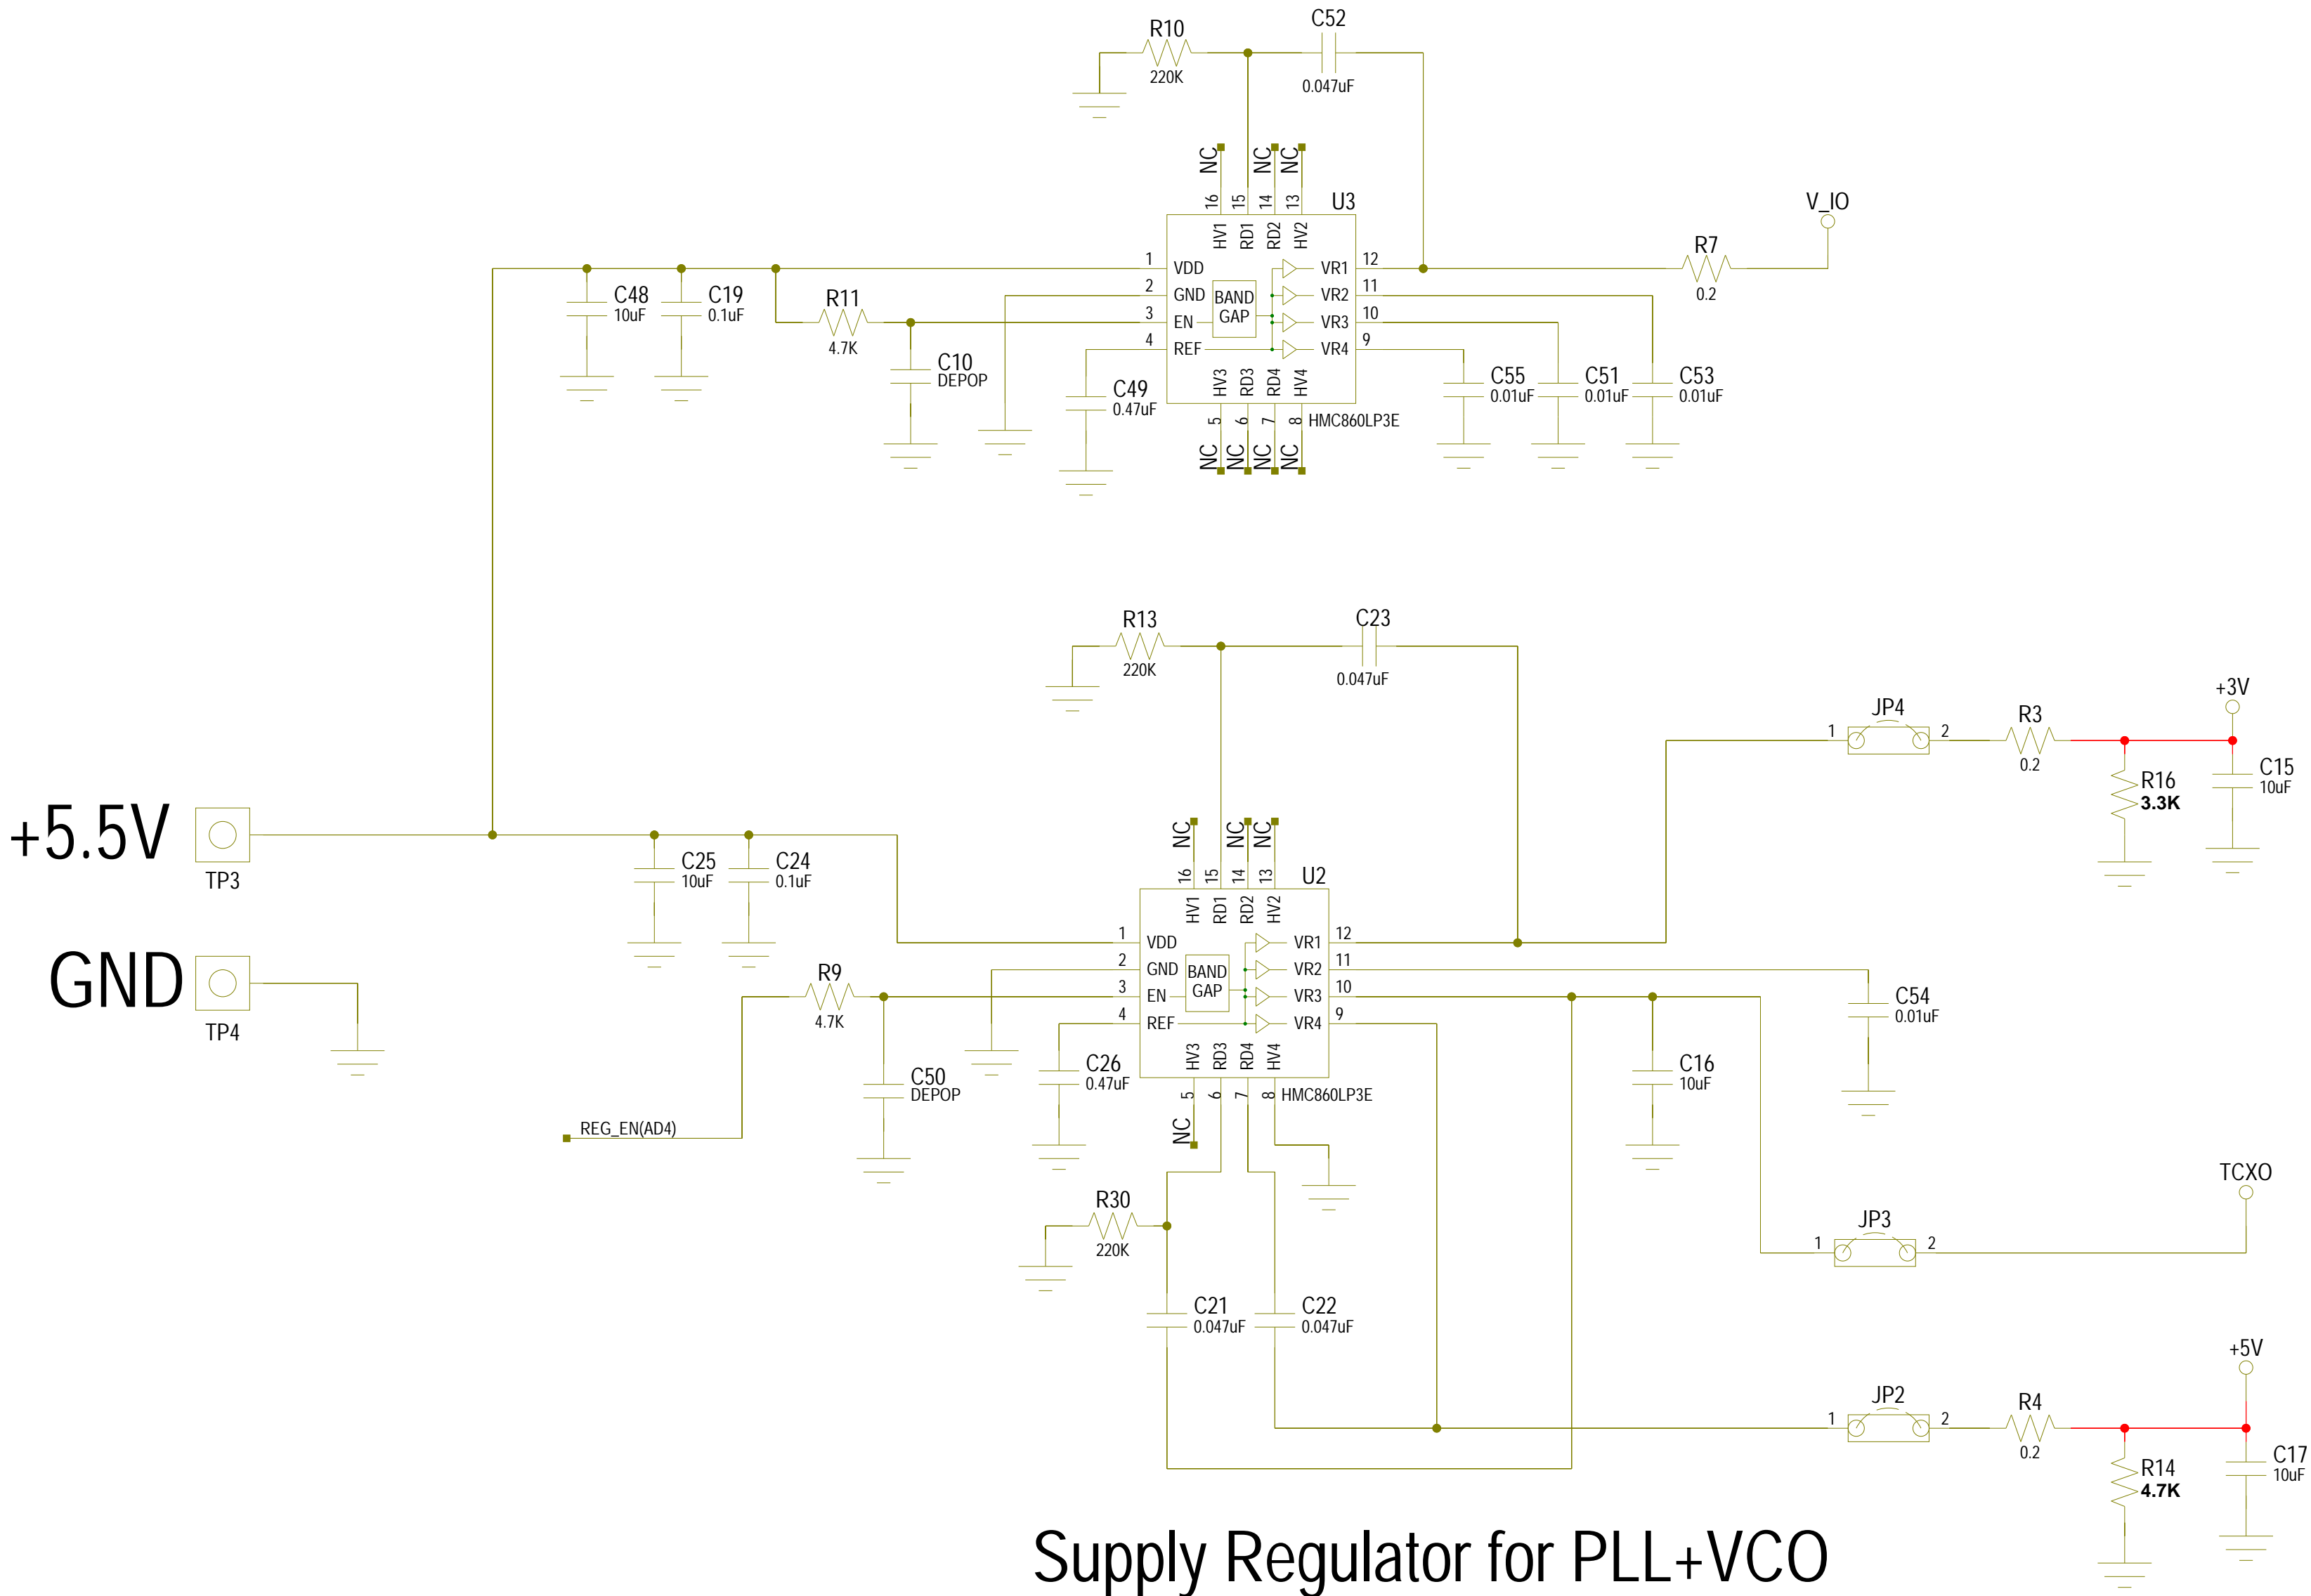 R10
220K
C52
0.047uF
NC
NC
NC
16
15
14
13
U3
HV1
RD1
RD2
HV2
V_IO
1
VDD
VR1
12
R7
0.2
2
GND
BAND
GAP
VR2
11
3
EN
VR3
10
4
REF
VR4
9
HV3
RD3
RD4
HV4
5
6
7
8
HMC860LP3E
NC
NC
NC
NC
C48
10uF
C19
0.1uF
R11
4.7K
C10
DEPOP
C49
0.47uF
C55
0.01uF
C51
0.01uF
C53
0.01uF
R13
220K
C23
0.047uF
+3V
JP4
1
2
R3
0.2
R16
3.3K
C15
10uF
+5.5V
TP3
C25
10uF
C24
0.1uF
NC
NC
NC
16
15
14
13
U2
HV1
RD1
RD2
HV2
1
VDD
VR1
12
2
GND
BAND
GAP
VR2
11
3
EN
VR3
10
4
REF
VR4
9
HV3
RD3
RD4
HV4
5
6
7
8
HMC860LP3E
NC
GND
TP4
R9
4.7K
C50
DEPOP
C26
0.47uF
REG_EN(AD4)
C54
0.01uF
C16
10uF
R30
220K
C21
0.047uF
C22
0.047uF
TCXO
JP3
1
2
+5V
JP2
1
2
R4
0.2
R14
4.7K
C17
10uF
Supply Regulator for PLL+VCO